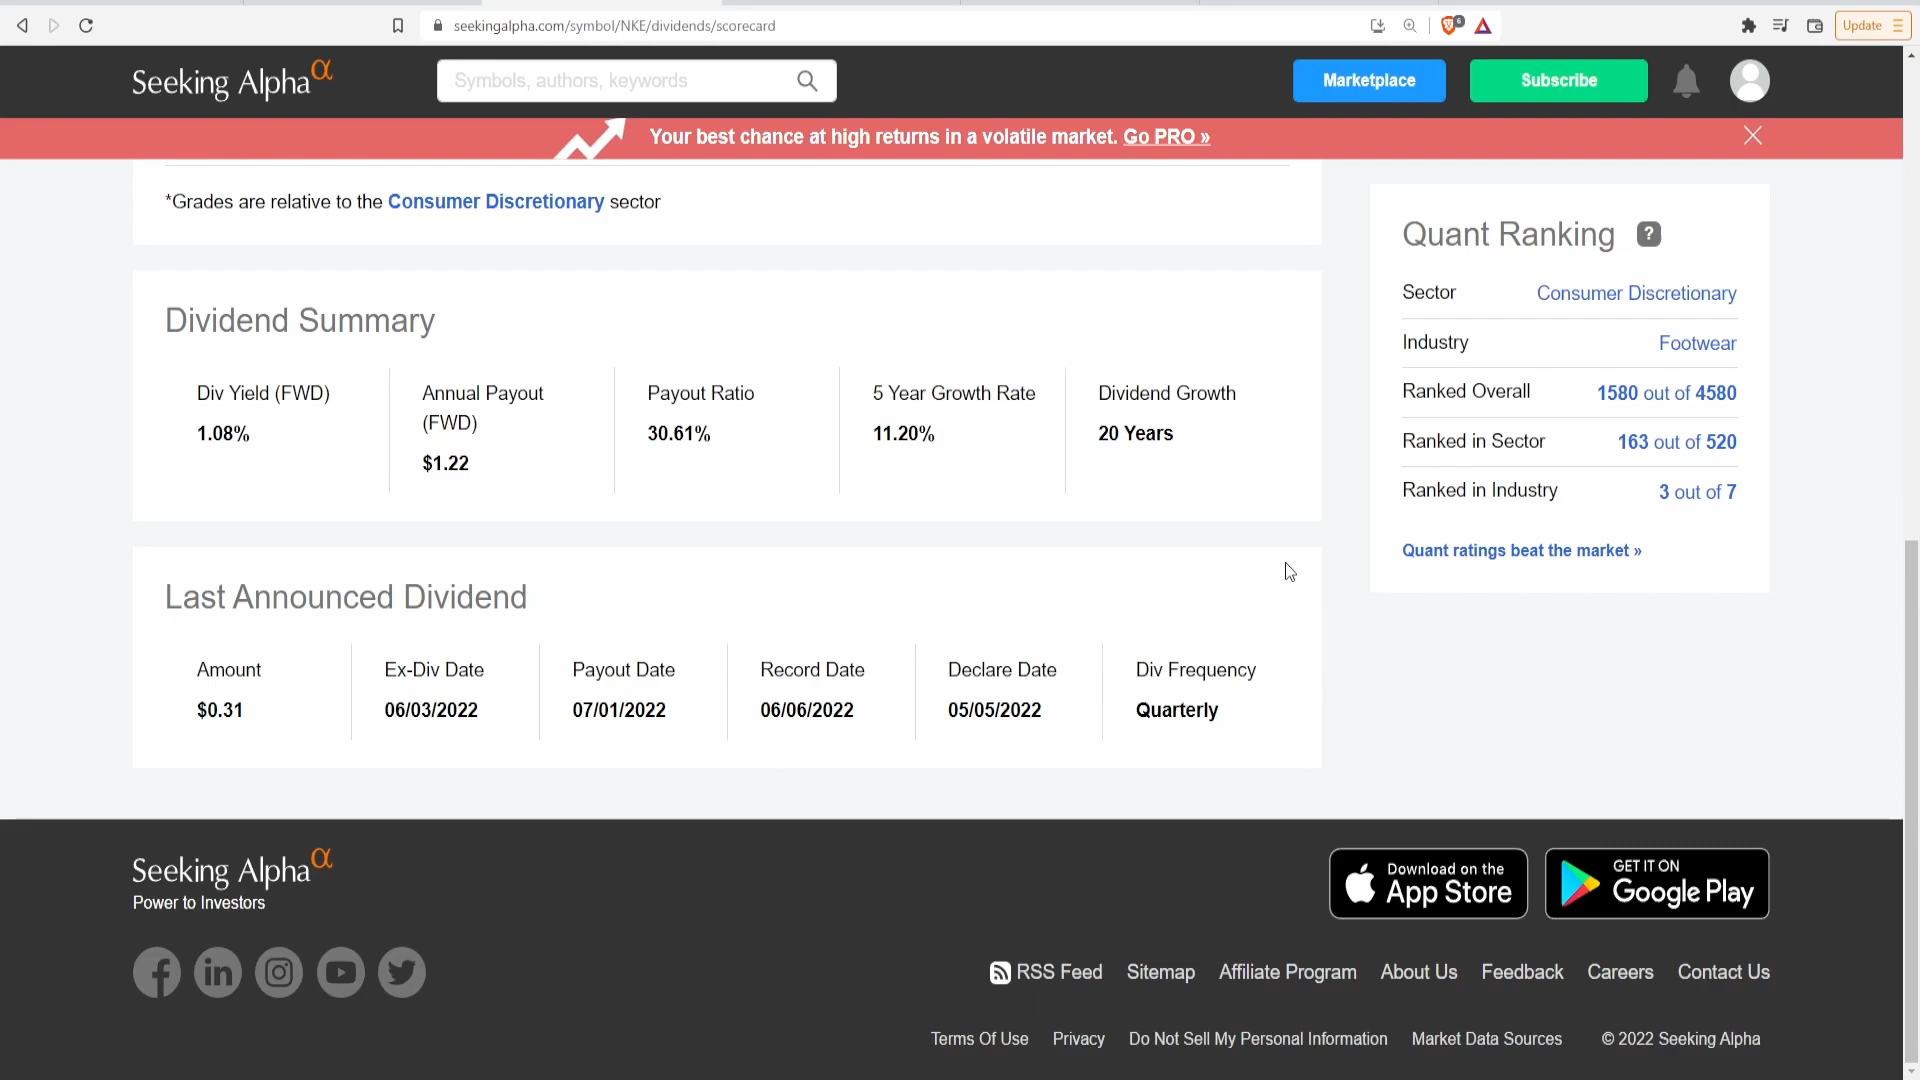 seekingalpha.com/symbol/NKE/dividends/scorecard
6
Update
Seeking Alpha α
Symbols, authors, keywords
Marketplace
Subscribe
Your best chance at high returns in a volatile market. Go PRO »
*Grades are relative to the Consumer Discretionary sector
Dividend Summary
Div Yield (FWD)
1.08%
Annual Payout
(FWD)
$1.22
Payout Ratio
30.61%
5 Year Growth Rate
11.20%
Dividend Growth
20 Years
Last Announced Dividend
Amount
$0.31
Ex-Div Date
06/03/2022
Payout Date
07/01/2022
Record Date
06/06/2022
Declare Date
05/05/2022
Div Frequency
Quarterly
Quant Ranking ?
Sector Consumer Discretionary
Industry Footwear
Ranked Overall 1580 out of 4580
Ranked in Sector 163 out of 520
Ranked in Industry 3 out of 7
Quant ratings beat the market »
Seeking Alpha α
Power to Investors
Download on the
App Store
GET IT ON
Google Play
RSS Feed Sitemap Affiliate Program About Us Feedback Careers Contact Us
Terms Of Use Privacy Do Not Sell My Personal Information Market Data Sources © 2022 Seeking Alpha